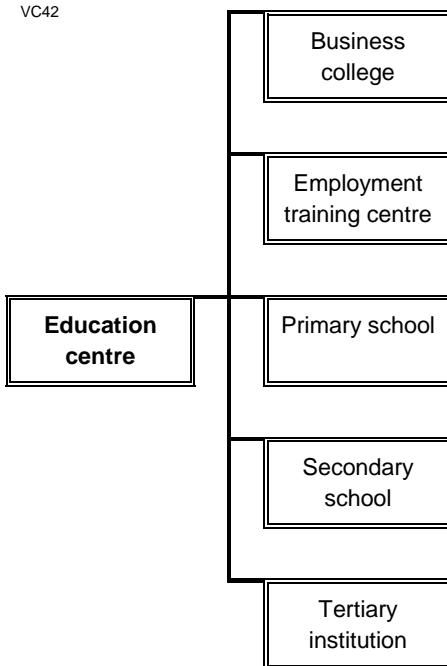 VC42
Business
college
Employment
training centre
Education
centre
Primary school
Secondary
school
Tertiary
institution